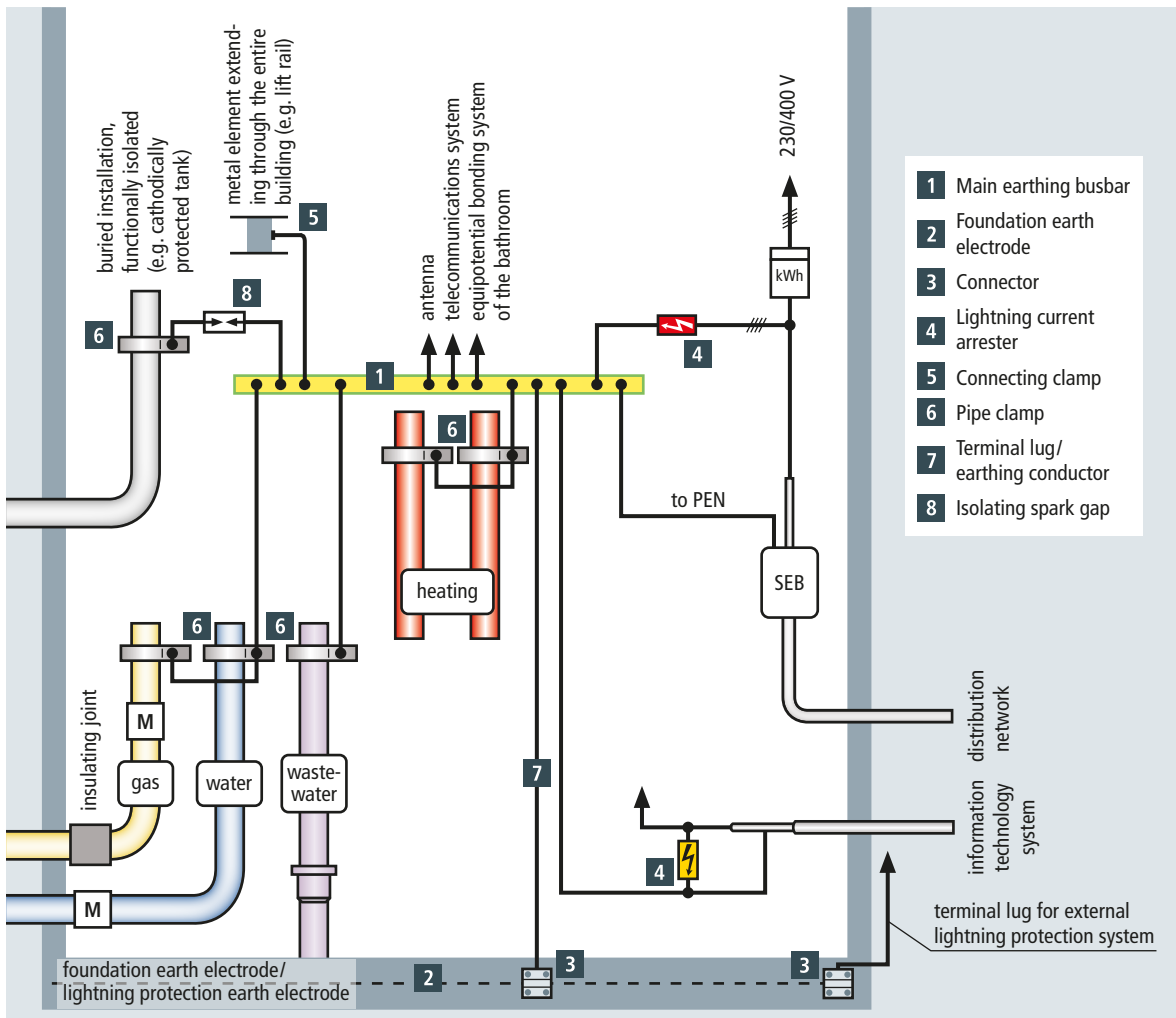 buried installation,
functionally isolated
(e.g. cathodically
protected tank)
metal element extend-
ing through the entire
building (e.g. lift rail)
5
8
6
antenna
telecommunications system
equipotential bonding system
of the bathroom
230/400 V
kWh
4
1
6
heating
to PEN
SEB
1 Main earthing busbar
2 Foundation earth
electrode
3 Connector
4 Lightning current
arrester
5 Connecting clamp
6 Pipe clamp
7 Terminal lug/
earthing conductor
8 Isolating spark gap
6
6
insulating joint
M
gas
water
waste-
water
M
7
4
distribution
network
information
technology
system
terminal lug for external
lightning protection system
foundation earth electrode/
lightning protection earth electrode
2
3
3